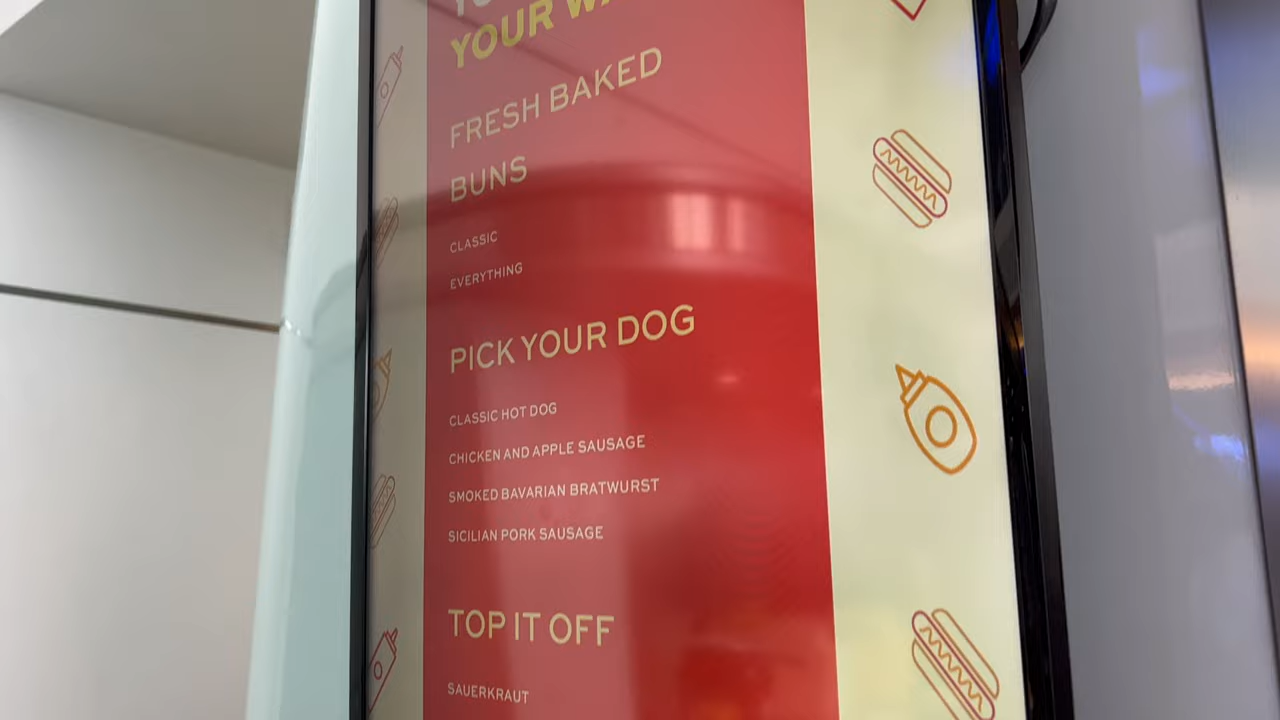 YOUR
FRESH BAKED
BUNS
CLASSIC
EVERYTHING
PICK YOUR DOG
CLASSIC HOT DOG
CHICKEN AND APPLE SAUSAGE
SMOKED BAVARIAN BRATWURST
SICILIAN PORK SAUSAGE
TOP IT OFF
SAUERKRAUT